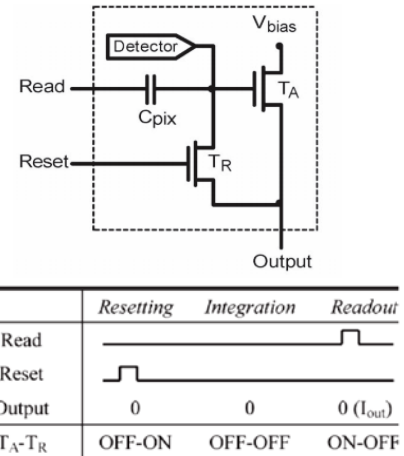 V_bias
Detector
Read
T_A
C_pix
Reset
T_R
Output
Resetting Integration Readout
Read
Reset
Output 0 0 0 (I_out)
T_A-T_R OFF-ON OFF-OFF ON-OFF